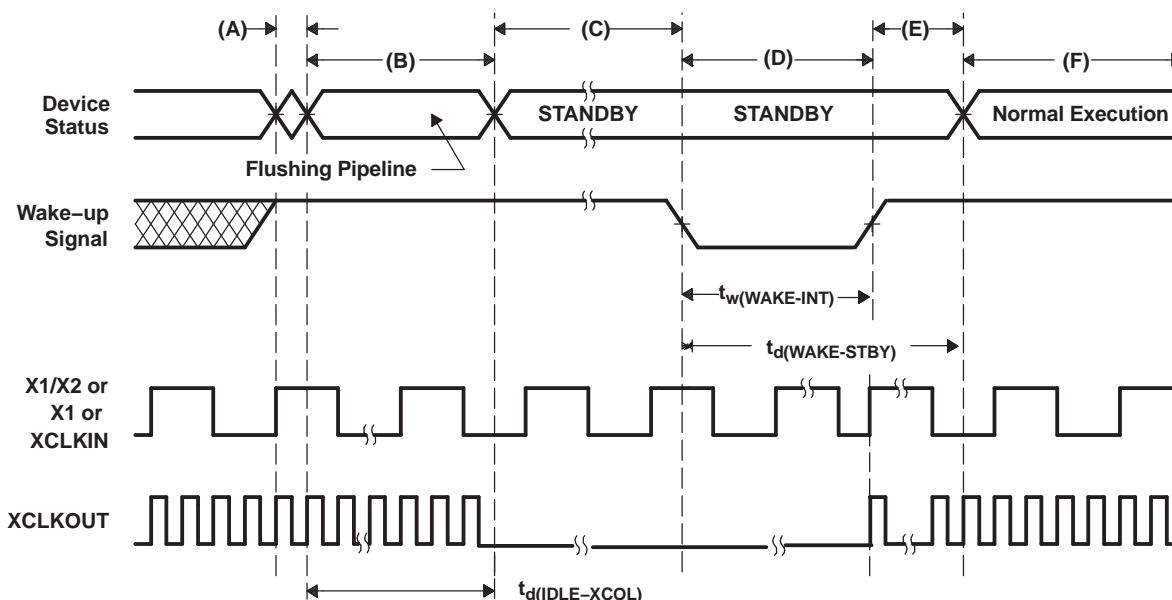 (A)
(B)
(C)
(D)
(E)
(F)
Device
Status
STANDBY
STANDBY
Normal Execution
Flushing Pipeline
Wake−up
Signal
tw(WAKE-INT)
td(WAKE-STBY)
X1/X2 or
X1 or
XCLKIN
XCLKOUT
td(IDLE−XCOL)